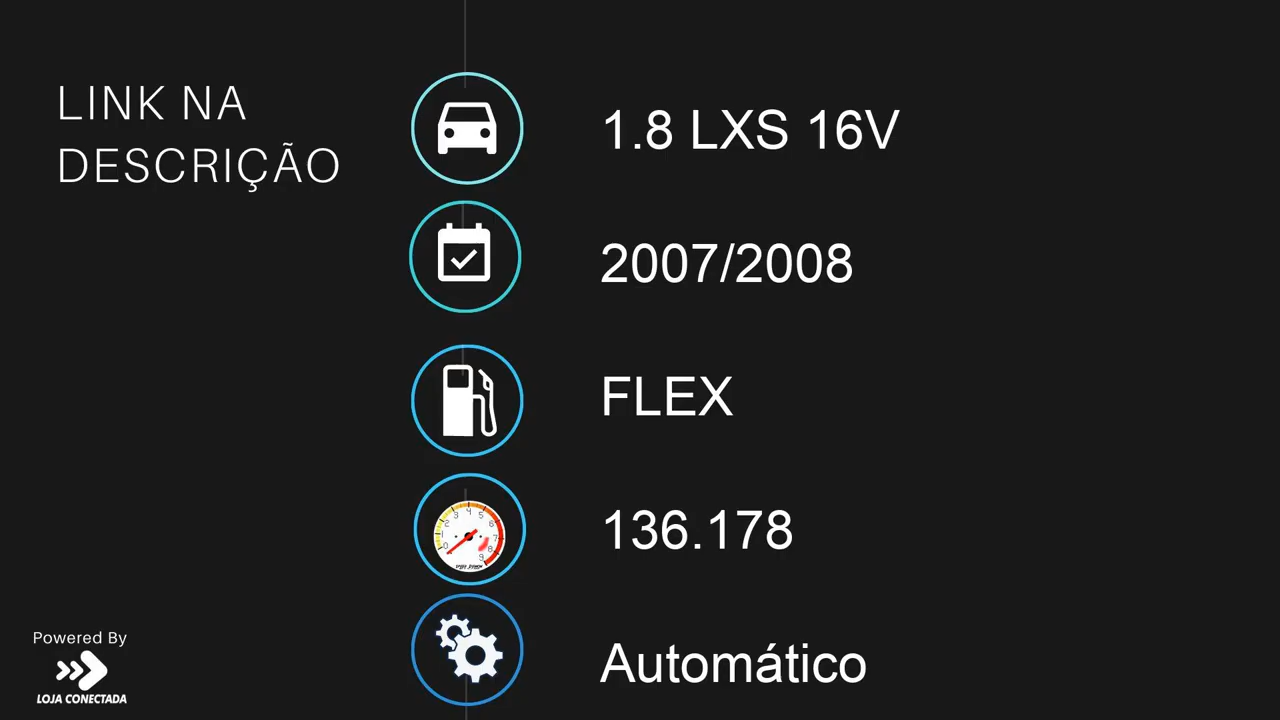 LINK NA
DESCRIÇÃO
1.8 LXS 16V
2007/2008
FLEX
136.178
Automático
Powered By
LOJA CONECTADA